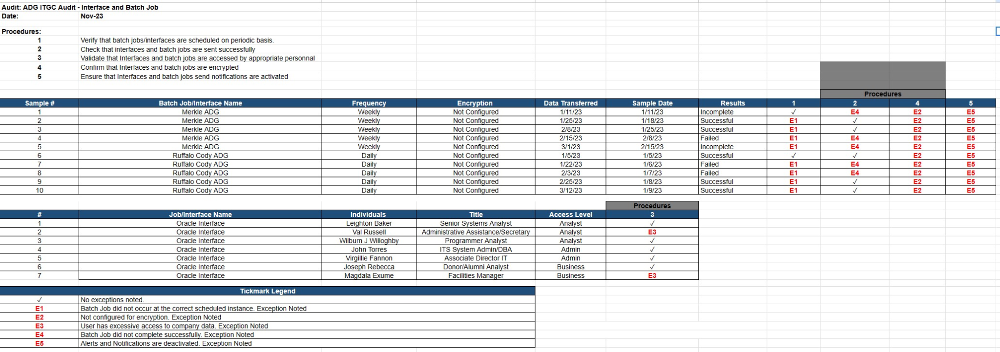 Audit: ADG ITGC Audit - Interface and Batch Job
Date: Nov-23
Procedures:
1 Verify that batch jobs/interfaces are scheduled on periodic basis.
2 Check that interfaces and batch jobs are sent successfully
3 Validate that Interfaces and batch jobs are accessed by appropriate personnal
4 Confirm that Interfaces and batch jobs are encrypted
5 Ensure that Interfaces and batch jobs send notifications are activated
Procedures
Sample # Batch Job/Interface Name Frequency Encryption Data Transferred Sample Date Results 1 2 4 5
1 Merkle ADG Weekly Not Configured 1/11/23 1/11/23 Incomplete ✓ E4 E2 E5
2 Merkle ADG Weekly Not Configured 1/25/23 1/18/23 Successful E1 ✓ E2 E5
3 Merkle ADG Weekly Not Configured 2/8/23 1/25/23 Successful E1 ✓ E2 E5
4 Merkle ADG Weekly Not Configured 2/15/23 2/8/23 Failed E1 E4 E2 E5
5 Merkle ADG Weekly Not Configured 3/1/23 2/15/23 Incomplete E1 E4 E2 E5
6 Ruffalo Cody ADG Daily Not Configured 1/5/23 1/5/23 Successful ✓ ✓ E2 E5
7 Ruffalo Cody ADG Daily Not Configured 1/22/23 1/6/23 Failed E1 E4 E2 E5
8 Ruffalo Cody ADG Daily Not Configured 2/3/23 1/7/23 Failed E1 E4 E2 E5
9 Ruffalo Cody ADG Daily Not Configured 2/25/23 1/8/23 Successful E1 ✓ E2 E5
10 Ruffalo Cody ADG Daily Not Configured 3/12/23 1/9/23 Successful E1 ✓ E2 E5
Procedures
# Job/Interface Name Individuals Title Access Level 3
1 Oracle Interface Leighton Baker Senior Systems Analyst Analyst ✓
2 Oracle Interface Val Russell Administrative Assistance/Secretary Analyst E3
3 Oracle Interface Wilburn J Willoghby Programmer Analyst Analyst ✓
4 Oracle Interface John Torres ITS System Admin/DBA Admin ✓
5 Oracle Interface Virgillie Fannon Associate Director IT Admin ✓
6 Oracle Interface Joseph Rebecca Donor/Alumni Analyst Business ✓
7 Oracle Interface Magdala Exume Facilities Manager Business E3
Tickmark Legend
✓ No exceptions noted.
E1 Batch Job did not occur at the correct scheduled instance. Exception Noted
E2 Not configured for encryption. Exception Noted
E3 User has excessive access to company data. Exception Noted
E4 Batch Job did not complete successfully. Exception Noted
E5 Alerts and Notifications are deactivated. Exception Noted